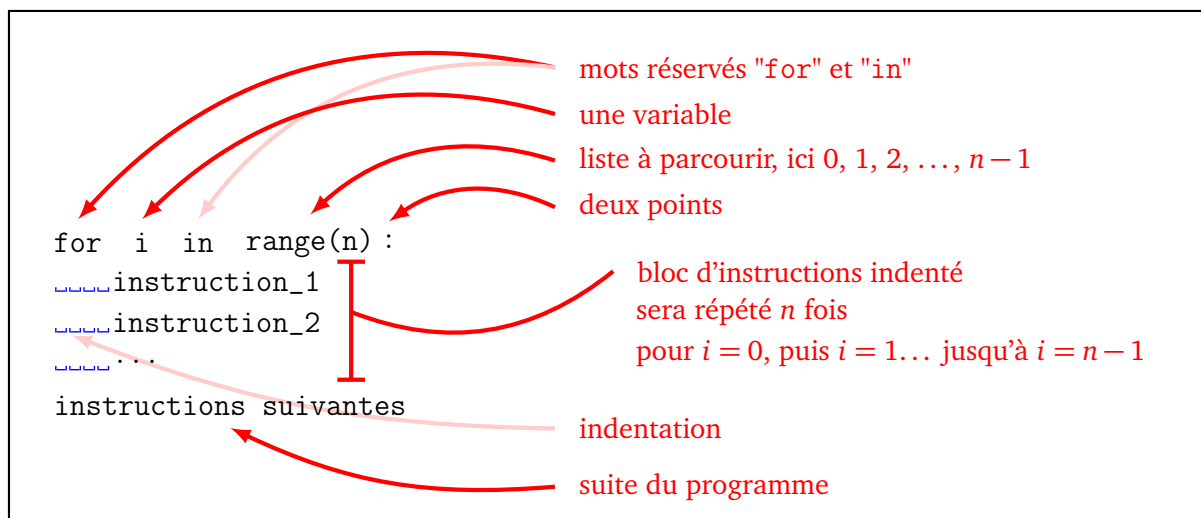 mots réservés "for" et "in"
une variable
liste à parcourir, ici 0, 1, 2, ..., n − 1
deux points
for i in range(n) :
␣␣␣␣instruction_1
␣␣␣␣instruction_2
␣␣␣␣...
bloc d'instructions indenté
sera répété n fois
pour i = 0, puis i = 1... jusqu'à i = n − 1
instructions suivantes
indentation
suite du programme